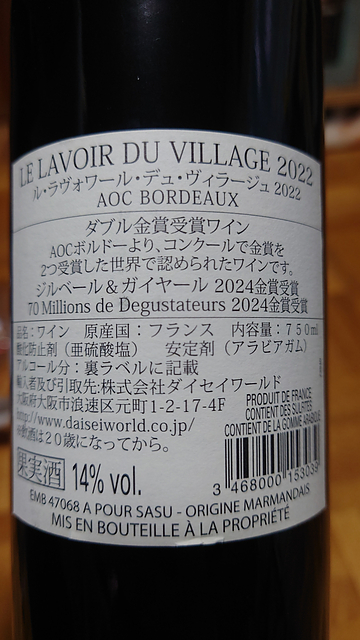 LE LAVOIR DU VILLAGE 2022
ル・ラヴォワール・デュ・ヴィラージュ 2022
AOC BORDEAUX
ダブル金賞受賞ワイン
AOCボルドーより、コンクールで金賞を
2つ受賞した世界で認められたワインです。
ジルベール＆ガイヤール 2024金賞受賞
70 Millions de Degustateurs 2024金賞受賞
品名：ワイン 原産国：フランス 内容量：750ml
酸化防止剤（亜硫酸塩） 安定剤（アラビアガム）
アルコール分：裏ラベルに記載
輸入者及び引取先:株式会社ダイセイワールド
大阪府大阪市浪速区元町1-2-17-4F
http://www.daiseiworld.co.jp/
飲酒は20歳になってから。
PRODUIT DE FRANCE
CONTIENT DES SULFITES
CONTIENT DE LA GOMME ARABIQUE
果実酒 14% vol.
3 468000 153039
EMB 47068 A POUR SASU - ORIGINE MARMANDAIS
MIS EN BOUTEILLE À LA PROPRIÉTÉ